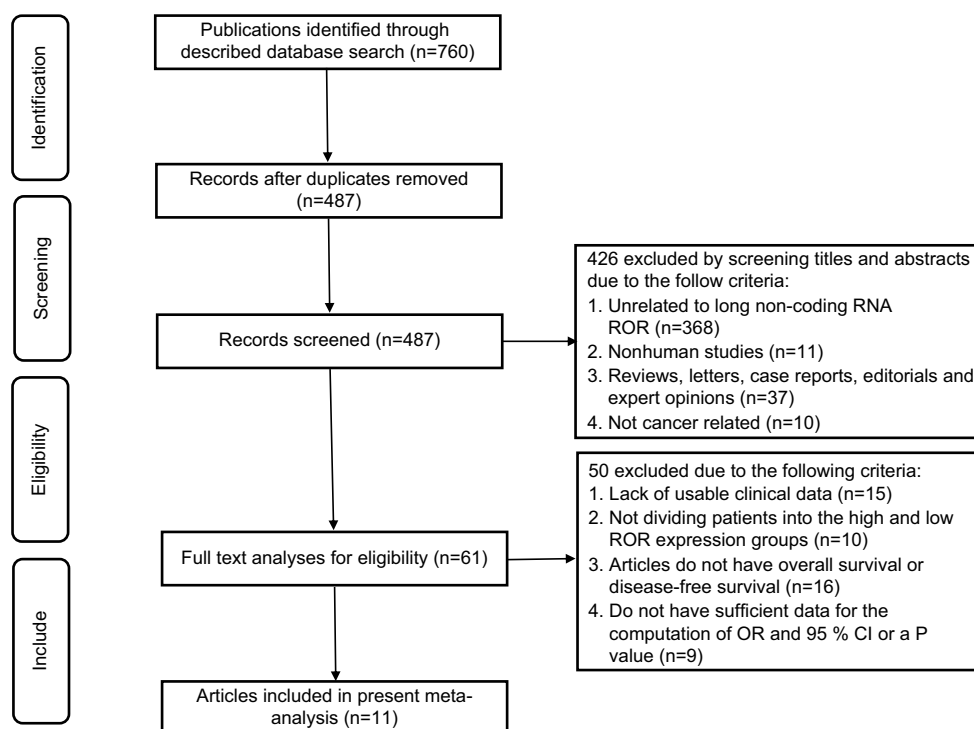 Identification
Publications identified through
described database search (n=760)
Records after duplicates removed
(n=487)
Screening
Records screened (n=487)
426 excluded by screening titles and abstracts
due to the follow criteria:
1. Unrelated to long non-coding RNA
ROR (n=368)
2. Nonhuman studies (n=11)
3. Reviews, letters, case reports, editorials and
expert opinions (n=37)
4. Not cancer related (n=10)
Eligibility
Full text analyses for eligibility (n=61)
50 excluded due to the following criteria:
1. Lack of usable clinical data (n=15)
2. Not dividing patients into the high and low
ROR expression groups (n=10)
3. Articles do not have overall survival or
disease-free survival (n=16)
4. Do not have sufficient data for the
computation of OR and 95 % CI or a P
value (n=9)
Include
Articles included in present meta-
analysis (n=11)